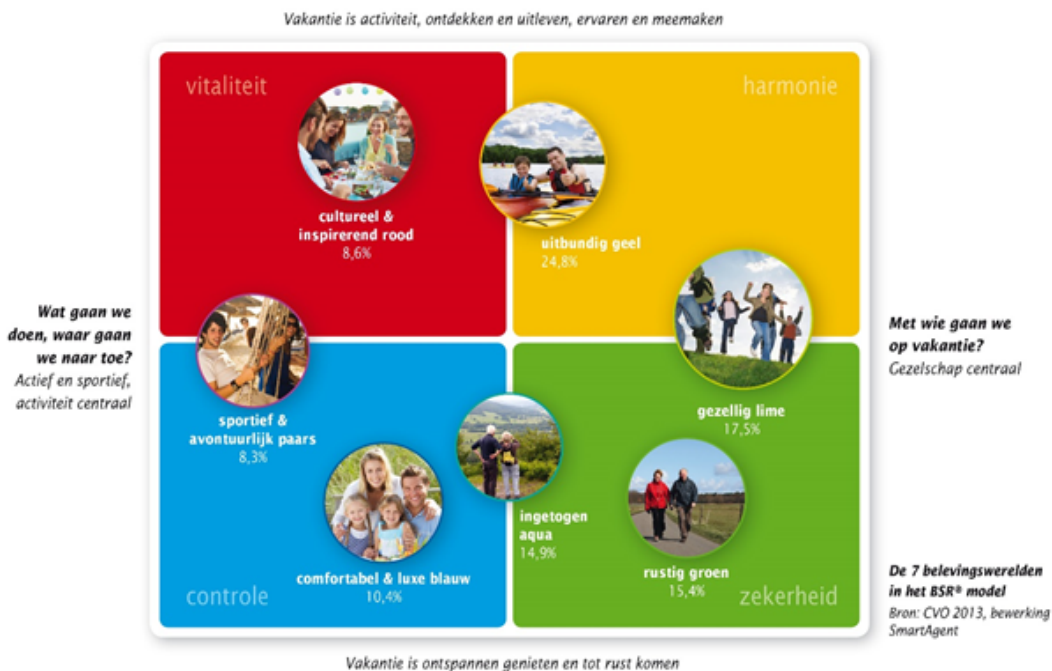 Vakantie is activiteit, ontdekken en uitleven, ervaren en meemaken
vitaliteit
harmonie
cultureel &
inspirerend rood
8,6%
uitbundig geel
24,8%
Wat gaan we
doen, waar gaan
we naar toe?
Actief en sportief,
activiteit centraal
Met wie gaan we
op vakantie?
Gezelschap centraal
sportief &
avontuurlijk paars
8,3%
gezellig lime
17,5%
ingetogen
aqua
14,9%
comfortabel & luxe blauw
10,4%
rustig groen
15,4%
controle
zekerheid
De 7 belevingswerelden
in het BSR® model
Bron: CVO 2013, bewerking
SmartAgent
Vakantie is ontspannen genieten en tot rust komen